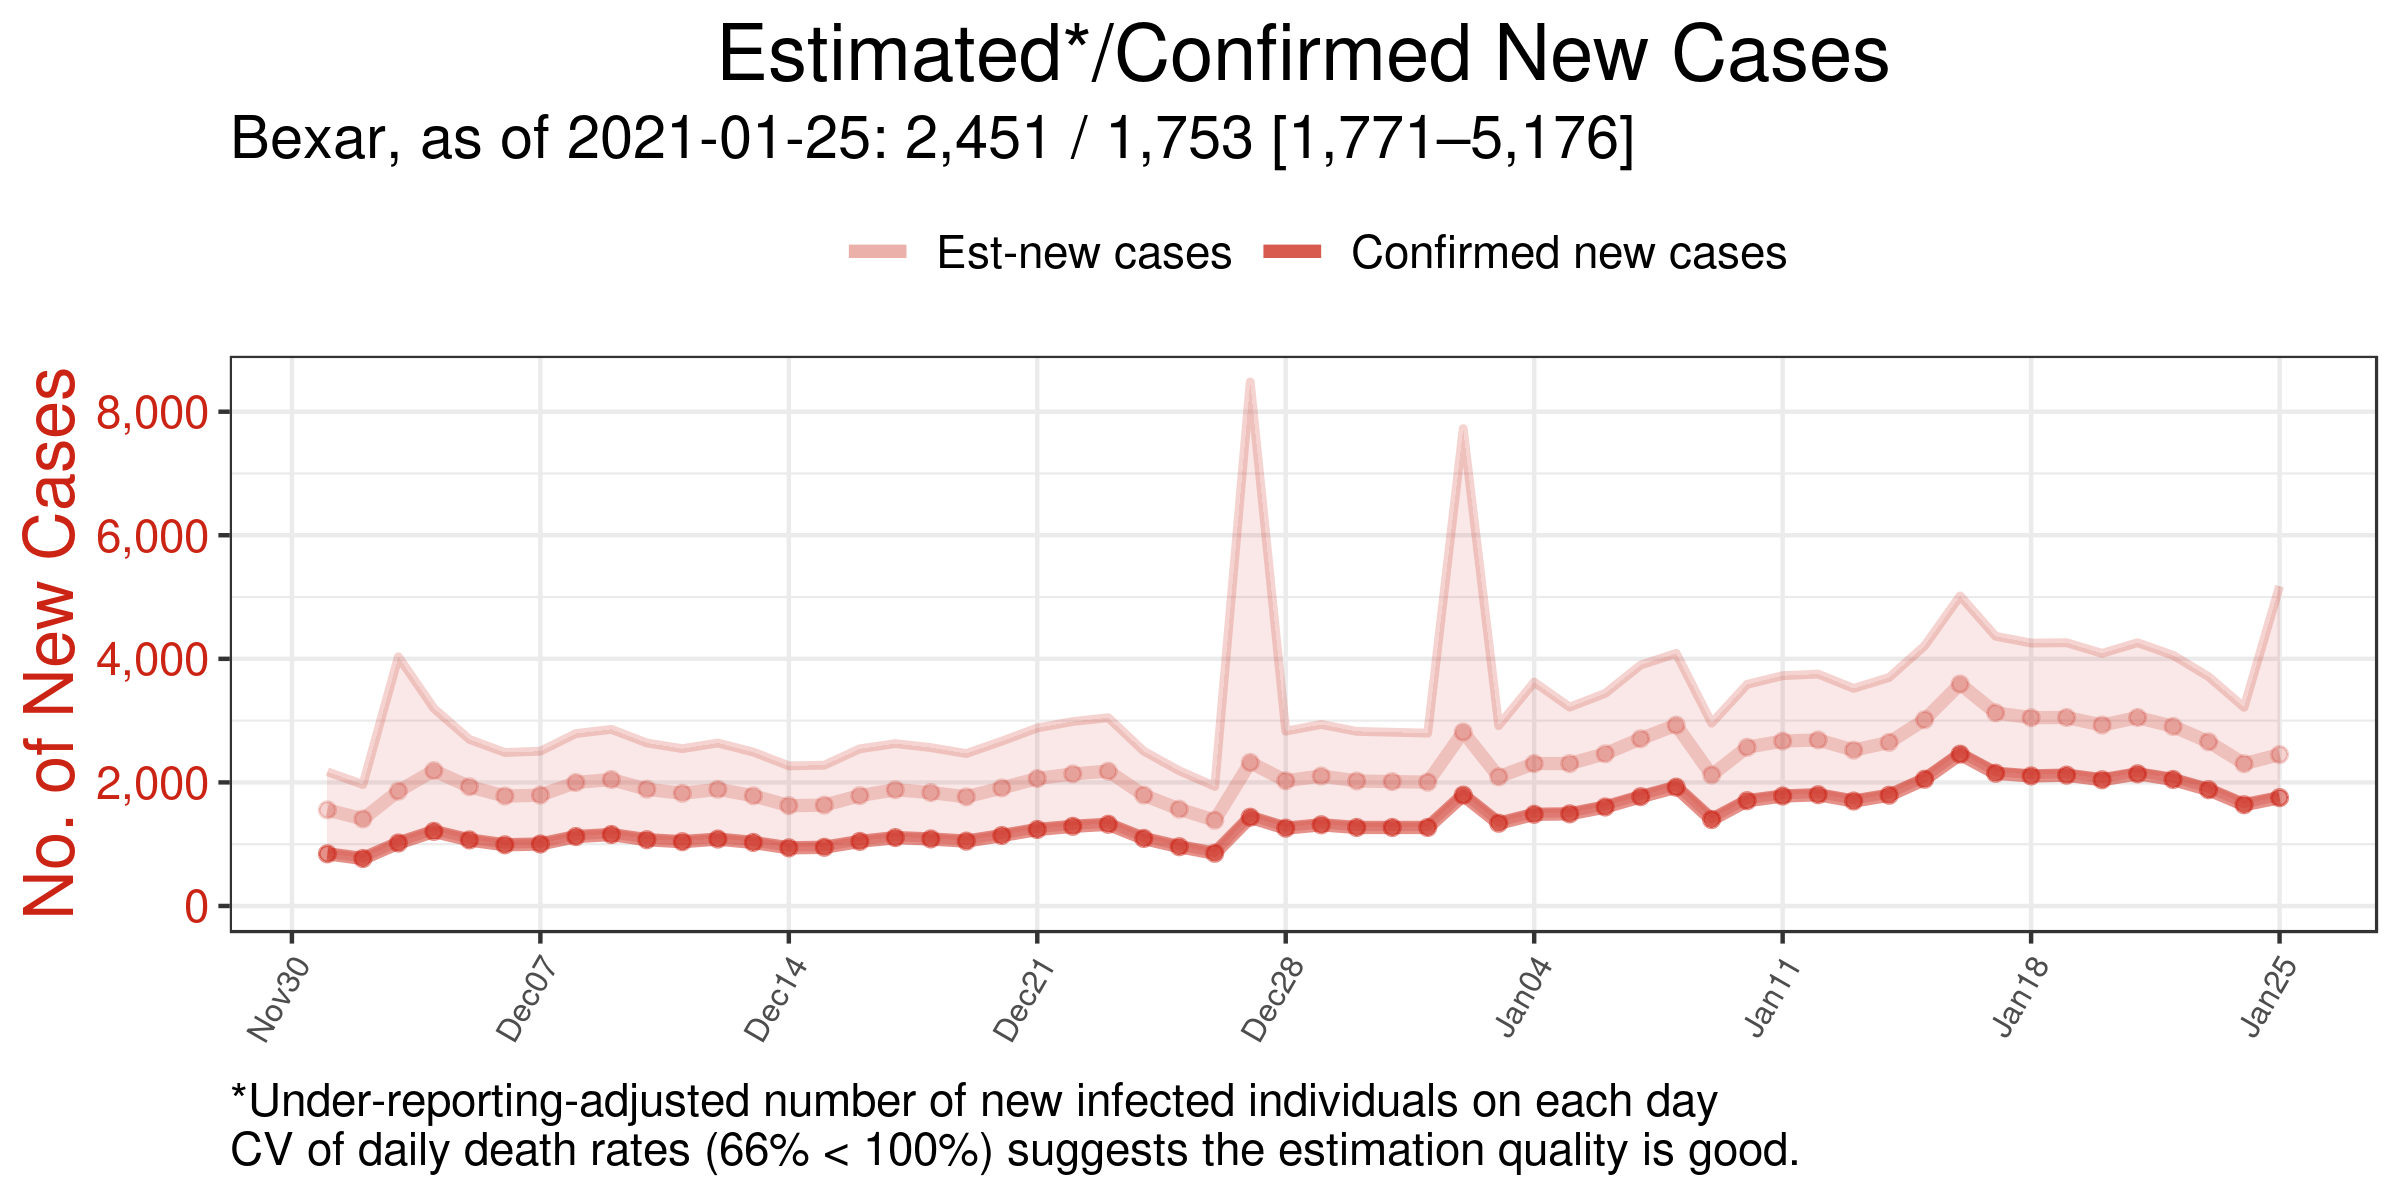 Estimated*/Confirmed New Cases
Bexar, as of 2021-01-25: 2,451 / 1,753 [1,771–5,176]
Est-new cases
Confirmed new cases
No. of New Cases
8,000
6,000
4,000
2,000
0
Nov30
Dec07
Dec14
Dec21
Dec28
Jan04
Jan11
Jan18
Jan25
*Under-reporting-adjusted number of new infected individuals on each day
CV of daily death rates (66% < 100%) suggests the estimation quality is good.